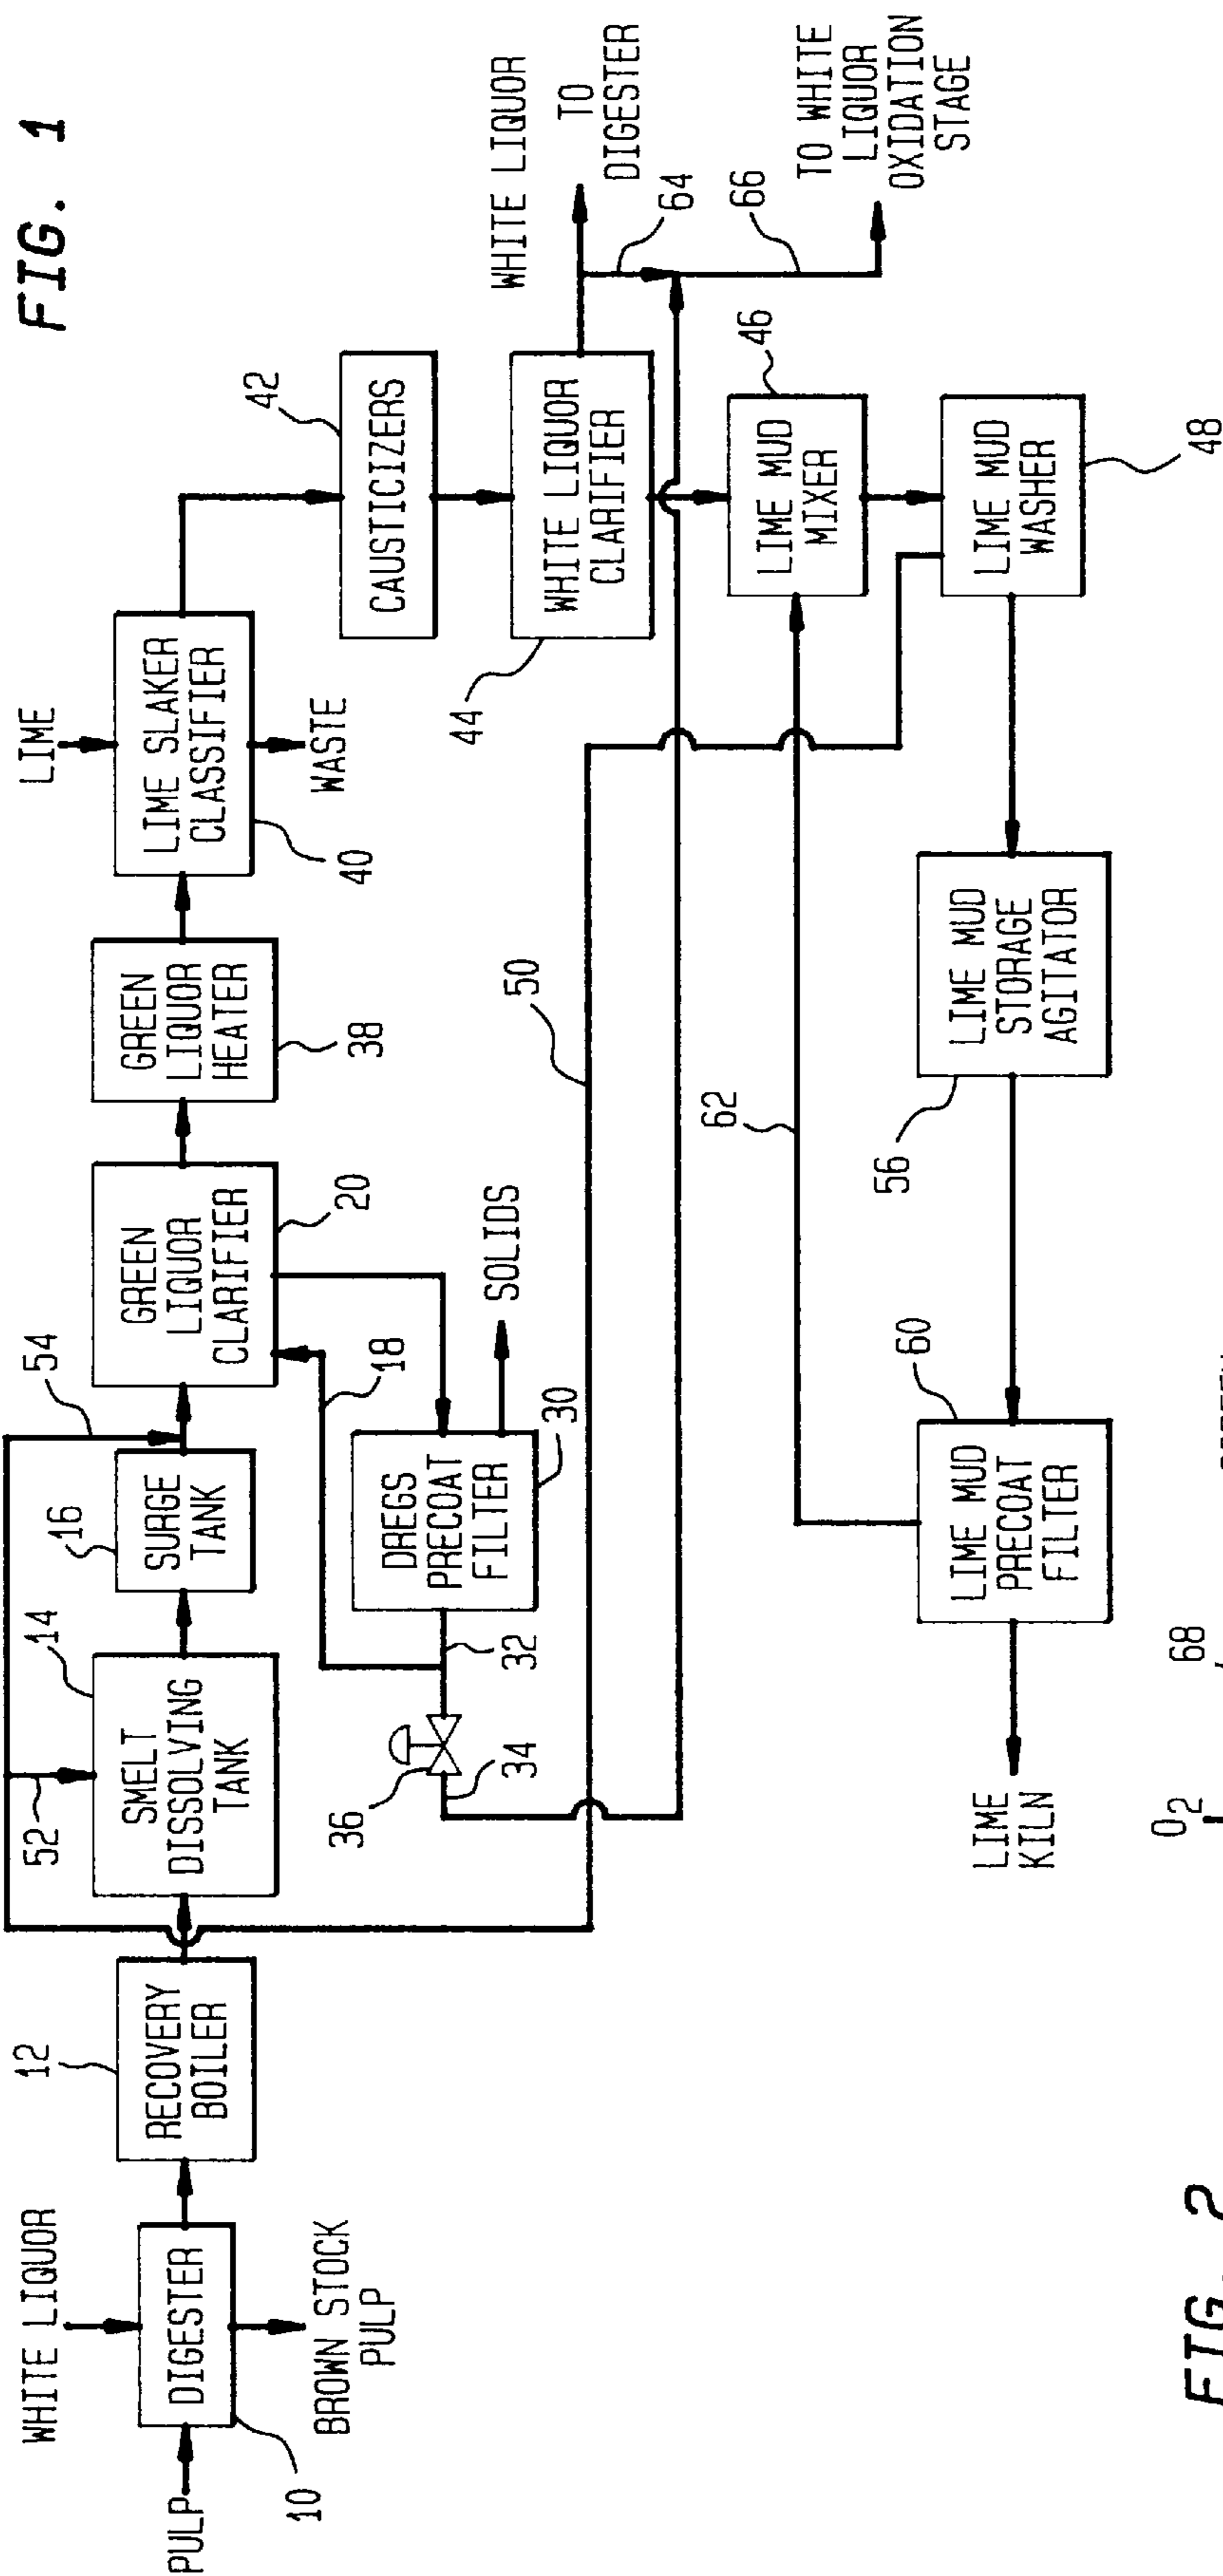 FIG. 1
WHITE LIQUOR
PULP
10
DIGESTER
BROWN STOCK
PULP
12
RECOVERY
BOILER
52
14
SMELT
DISSOLVING
TANK
16
SURGE
TANK
54
GREEN
LIQUOR
CLARIFIER
20
18
GREEN
LIQUOR
HEATER
38
LIME
LIME SLAKER
CLASSIFIER
40
WASTE
36
34
32
DREGS
PRECOAT
FILTER
30
SOLIDS
42
CAUSTICIZERS
44
WHITE LIQUOR
CLARIFIER
WHITE LIQUOR
TO
DIGESTER
64
66
TO WHITE
LIQUOR
OXIDATION
STAGE
50
62
46
LIME MUD
MIXER
LIME MUD
WASHER
48
56
LIME MUD
STORAGE
AGITATOR
60
LIME MUD
PRECOAT
FILTER
LIME
KILN
FIG. 2
O2
68